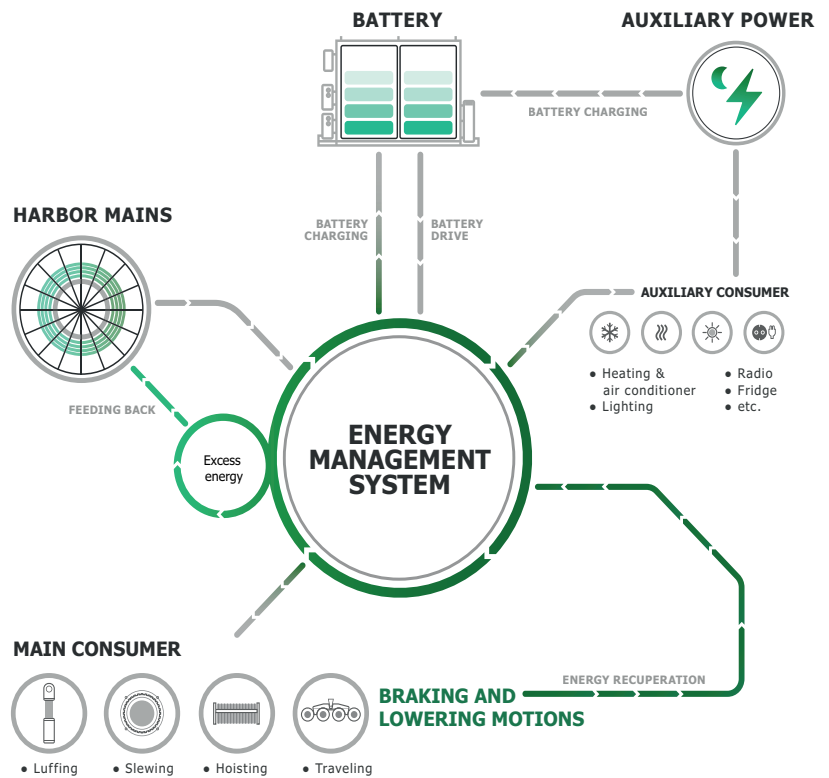 BATTERY
AUXILIARY POWER
BATTERY CHARGING
HARBOR MAINS
BATTERY
CHARGING
BATTERY
DRIVE
AUXILIARY CONSUMER
• Heating &
air conditioner
• Lighting
• Radio
• Fridge
• etc.
FEEDING BACK
Excess
energy
ENERGY
MANAGEMENT
SYSTEM
MAIN CONSUMER
ENERGY RECUPERATION
BRAKING AND
LOWERING MOTIONS
• Luffing
• Slewing
• Hoisting
• Traveling